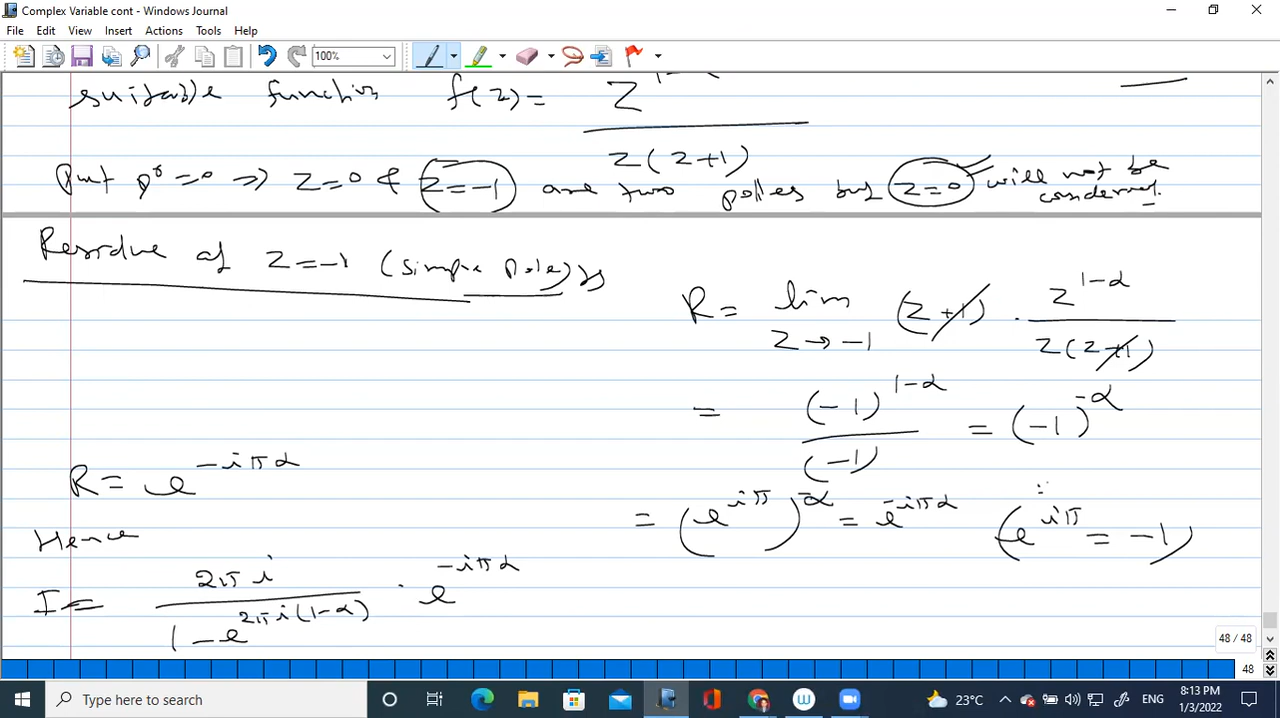 Complex Variable cont - Windows Journal
File Edit View Insert Actions Tools Help
100%
suitable function f(z) = z^{1-α} / z(z+1)
Put pr = 0 ⇒ z=0 & z=-1 are two poles but z=0 will not be
Residue at z=-1 (simple pole) is
R = lim_{z→-1} (z+1) · z^{1-α} / z(z+1)
= (-1)^{1-α} / (-1) = (-1)^{-α}
= (e^{iπ})^{-α} = e^{-iπα} (∵ e^{iπ} = -1)
R = e^{-iπα}
Hence
I = 2πi / 1-e^{2πi(1-α)} · e^{-iπα}
48 / 48
48
Type here to search
23°C
ENG
8:13 PM
1/3/2022